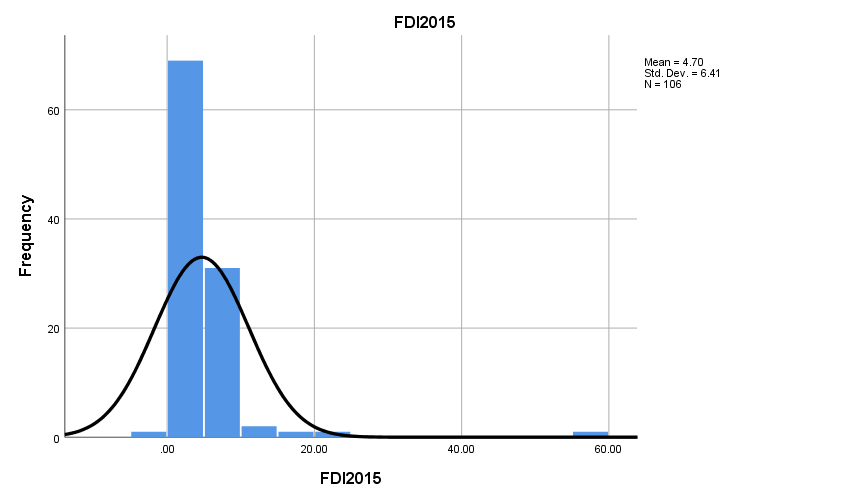 FDI2015
Mean = 4.70
Std. Dev. = 6.41
N = 106
60
40
20
0
Frequency
.00
20.00
40.00
60.00
FDI2015